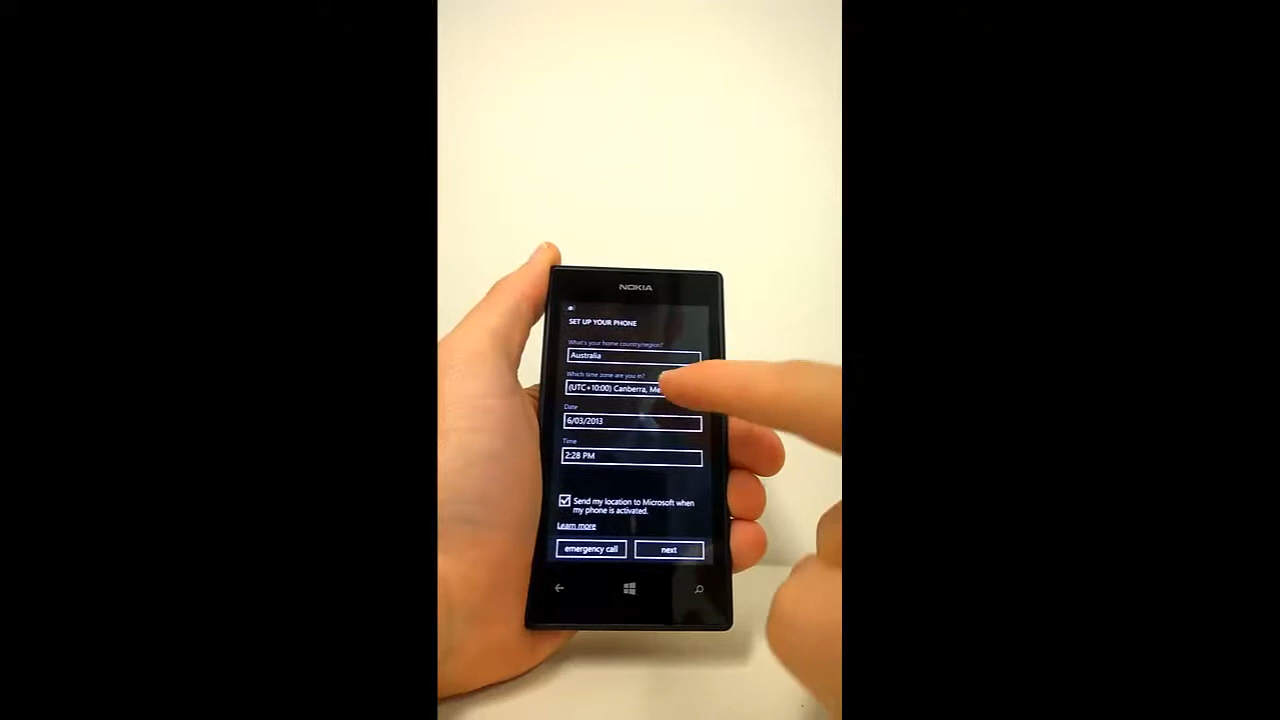 NOKIA
SET UP YOUR PHONE
What's your home country/region?
Australia
Which time zone are you in?
(UTC+10:00) Canberra,
Date
6/03/2013
Time
2:28 PM
Send my location to Microsoft when
my phone is activated.
Learn more
emergency call
next